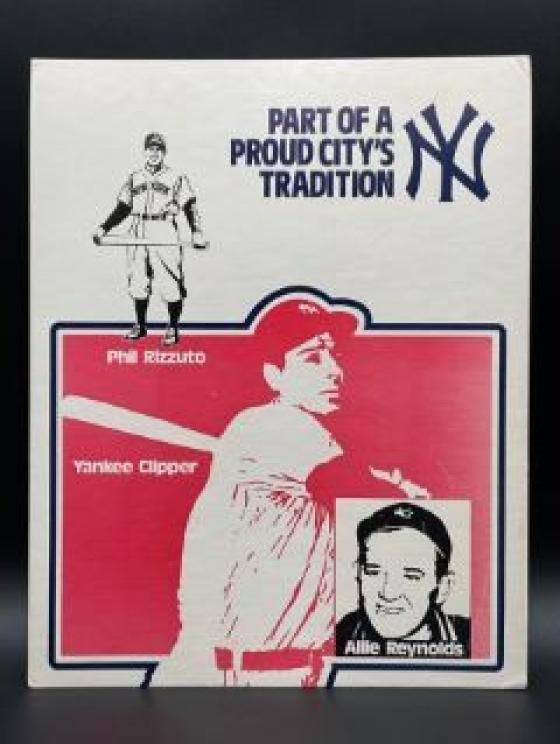 PART OF A
PROUD CITY'S
TRADITION
NY
Phil Rizzuto
Yankee Clipper
Allie Reynolds